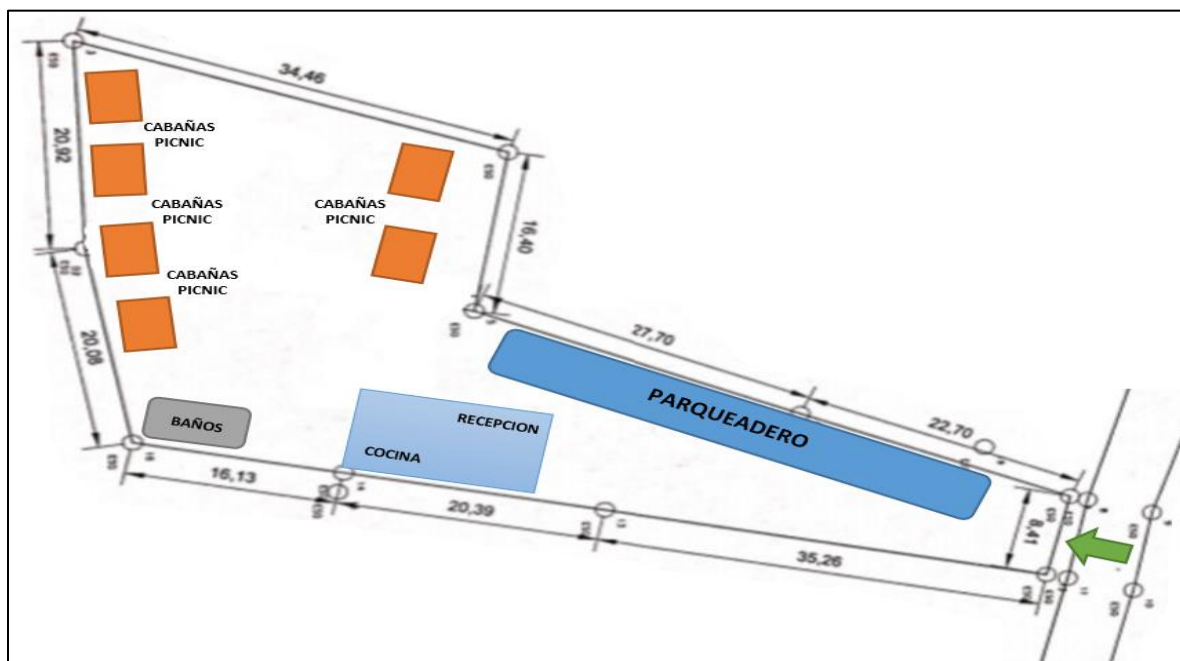 34,46
20,92
CABAÑAS
PICNIC
CABAÑAS
PICNIC
CABAÑAS
PICNIC
16,40
CABAÑAS
PICNIC
20,08
27,70
PARQUEADERO
22,70
BAÑOS
RECEPCION
COCINA
16,13
20,39
8,41
35,26